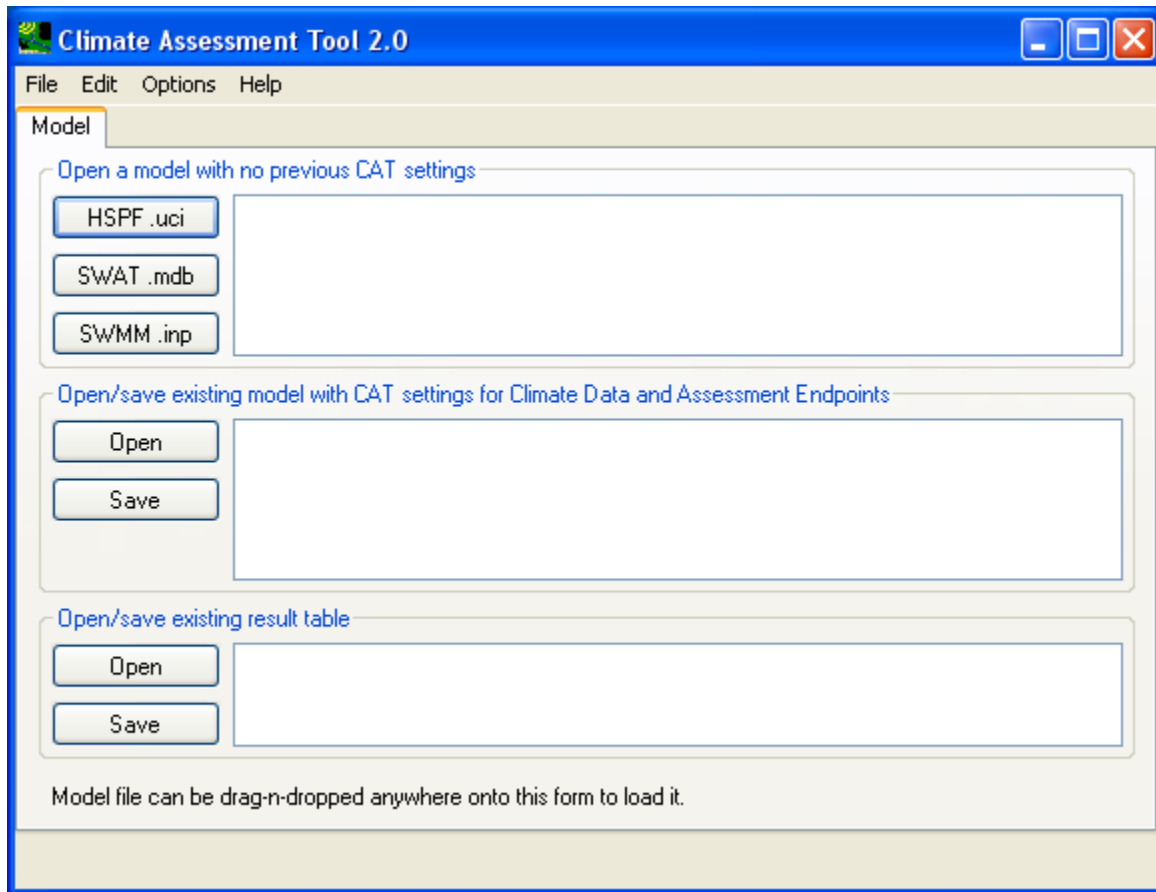 Climate Assessment Tool 2.0
File Edit Options Help
Model
Open a model with no previous CAT settings
HSPF .uci
SWAT .mdb
SWMM .inp
Open/save existing model with CAT settings for Climate Data and Assessment Endpoints
Open
Save
Open/save existing result table
Open
Save
Model file can be drag-n-dropped anywhere onto this form to load it.